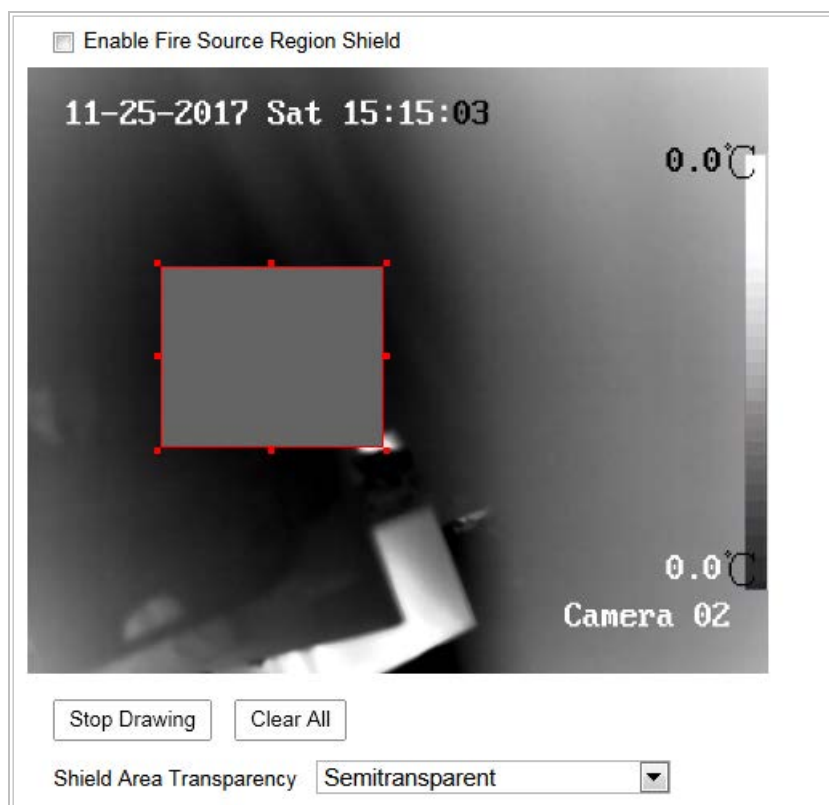 Enable Fire Source Region Shield
11-25-2017 Sat 15:15:03
0.0℃
0.0℃
Camera 02
Stop Drawing Clear All
Shield Area Transparency Semitransparent